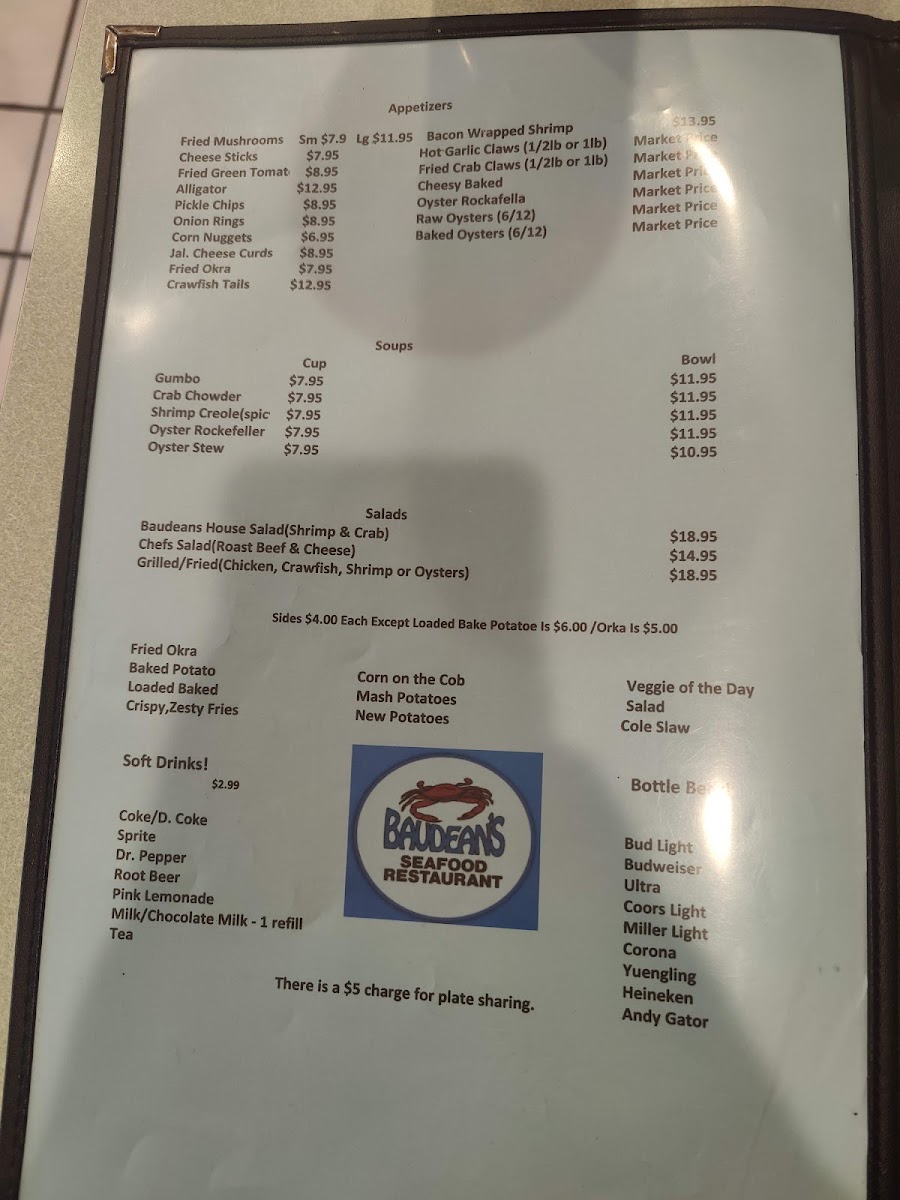 Appetizers
Fried Mushrooms Sm $7.9 Lg $11.95
Cheese Sticks $7.95
Fried Green Tomat $8.95
Alligator $12.95
Pickle Chips $8.95
Onion Rings $8.95
Corn Nuggets $6.95
Jal. Cheese Curds $8.95
Fried Okra $7.95
Crawfish Tails $12.95
Bacon Wrapped Shrimp $13.95
Hot Garlic Claws (1/2lb or 1lb) Market Price
Fried Crab Claws (1/2lb or 1lb) Market
Cheesy Baked Market Price
Oyster Rockafella Market Price
Raw Oysters (6/12) Market Price
Baked Oysters (6/12) Market Price
Soups
Cup Bowl
Gumbo $7.95 $11.95
Crab Chowder $7.95 $11.95
Shrimp Creole(spic $7.95 $11.95
Oyster Rockefeller $7.95 $11.95
Oyster Stew $7.95 $10.95
Salads
Baudeans House Salad(Shrimp & Crab) $18.95
Chefs Salad(Roast Beef & Cheese) $14.95
Grilled/Fried(Chicken, Crawfish, Shrimp or Oysters) $18.95
Sides $4.00 Each Except Loaded Bake Potatoe Is $6.00 /Orka Is $5.00
Fried Okra
Baked Potato
Loaded Baked
Crispy,Zesty Fries
Corn on the Cob
Mash Potatoes
New Potatoes
Veggie of the Day
Salad
Cole Slaw
Soft Drinks!
$2.99
Coke/D. Coke
Sprite
Dr. Pepper
Root Beer
Pink Lemonade
Milk/Chocolate Milk - 1 refill
Tea
BAUDEAN'S
SEAFOOD
RESTAURANT
Bottle
Bud Light
Budweiser
Ultra
Coors Light
Miller Light
Corona
Yuengling
Heineken
Andy Gator
There is a $5 charge for plate sharing.